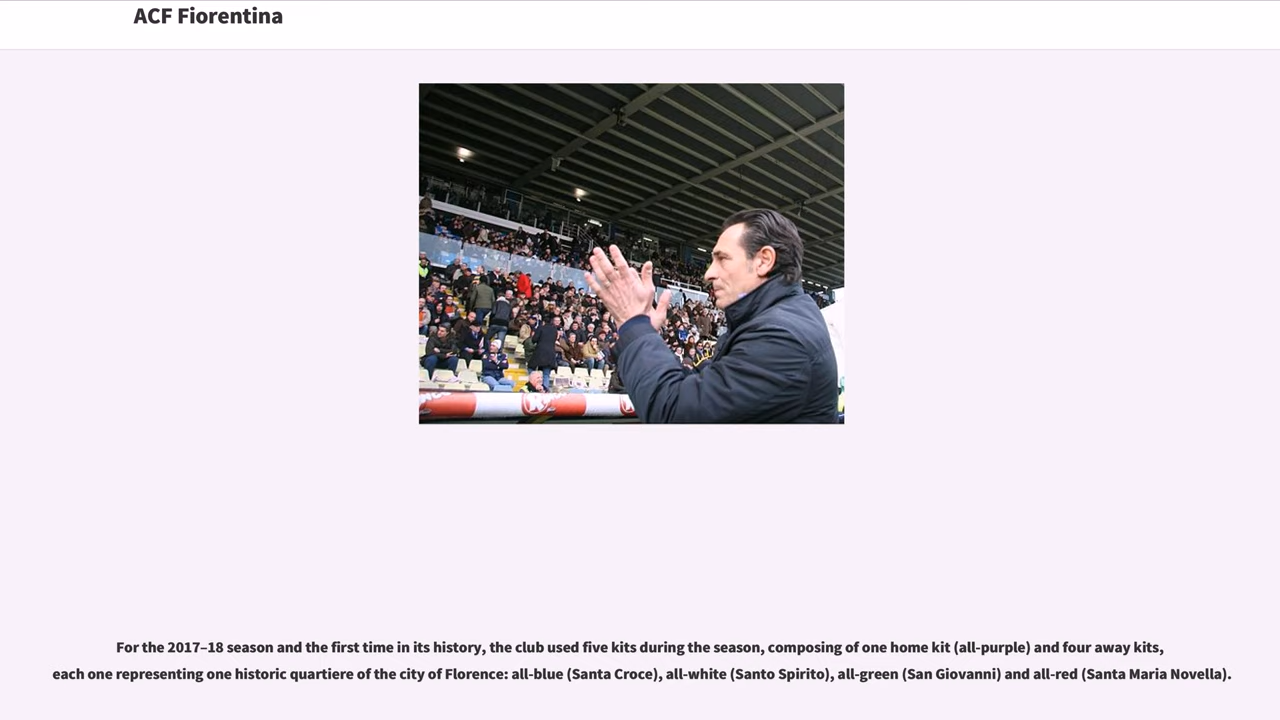 ACF Fiorentina
For the 2017–18 season and the first time in its history, the club used five kits during the season, composing of one home kit (all-purple) and four away kits,
each one representing one historic quartiere of the city of Florence: all-blue (Santa Croce), all-white (Santo Spirito), all-green (San Giovanni) and all-red (Santa Maria Novella).